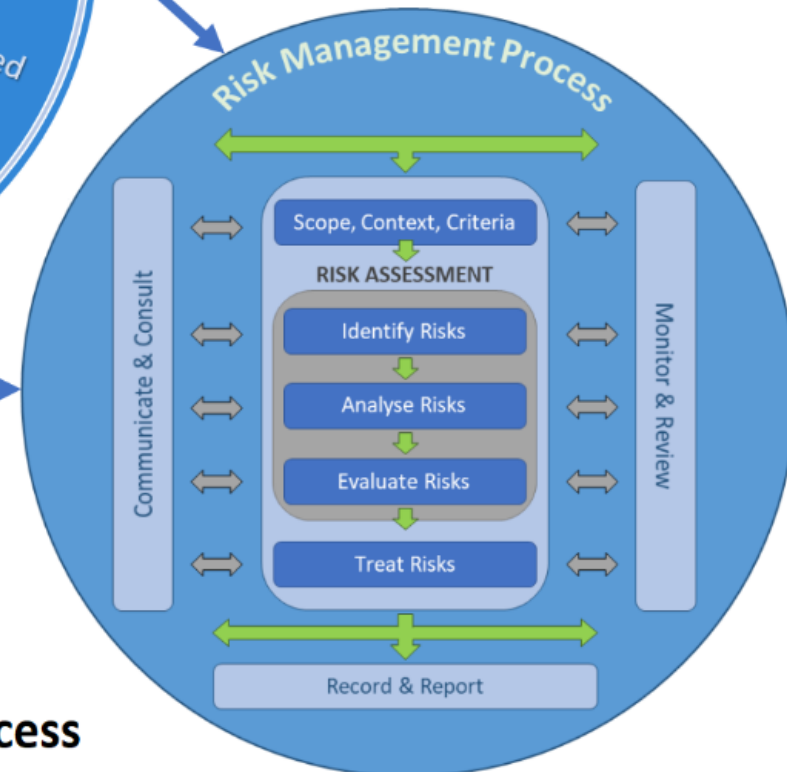 ed
Risk Management Process
Scope, Context, Criteria
RISK ASSESSMENT
Identify Risks
Analyse Risks
Evaluate Risks
Treat Risks
Communicate & Consult
Monitor & Review
Record & Report
cess